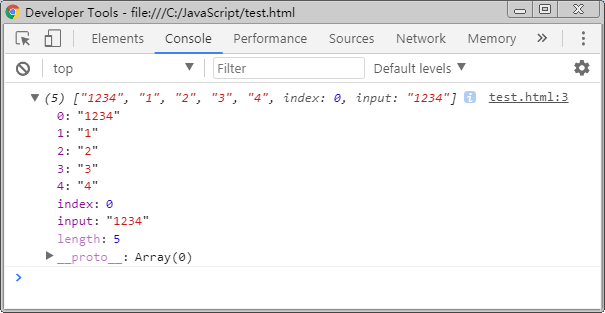 Developer Tools - file:///C:/JavaScript/test.html
Elements Console Performance Sources Network Memory »
top Filter Default levels
(5) ["1234", "1", "2", "3", "4", index: 0, input: "1234"] i test.html:3
0: "1234"
1: "1"
2: "2"
3: "3"
4: "4"
index: 0
input: "1234"
length: 5
__proto__: Array(0)
>